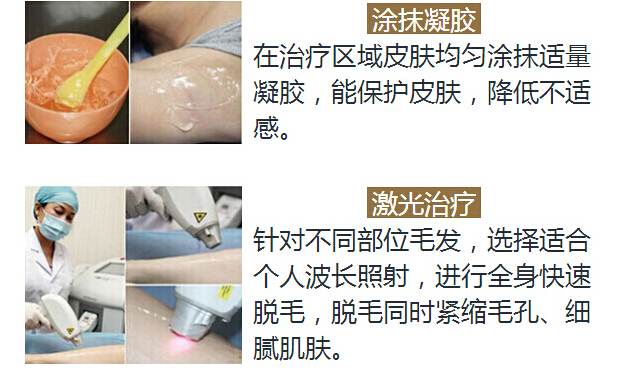 涂抹凝胶
在治疗区域皮肤均匀涂抹适量
凝胶，能保护皮肤，降低不适
感。
激光治疗
针对不同部位毛发，选择适合
个人波长照射，进行全身快速
脱毛，脱毛同时紧缩毛孔、细
腻肌肤。